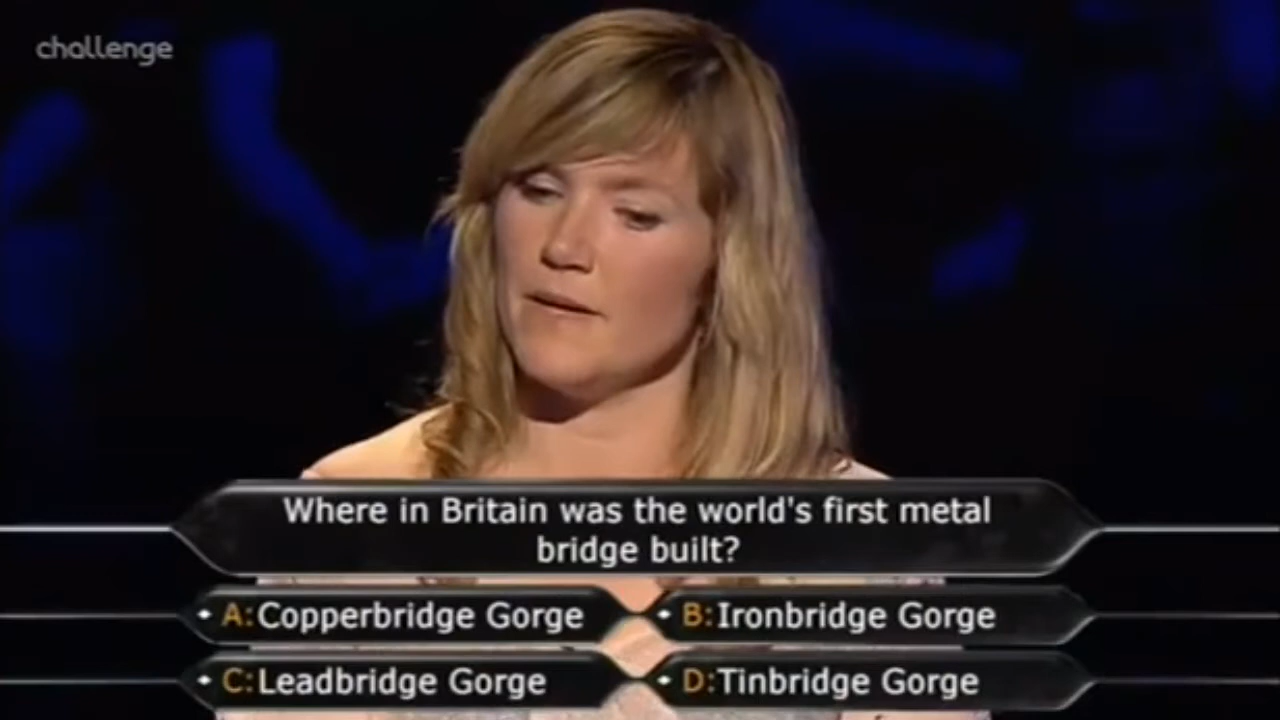 challenge
Where in Britain was the world's first metal
bridge built?
A:Copperbridge Gorge
B:Ironbridge Gorge
C:Leadbridge Gorge
D:Tinbridge Gorge